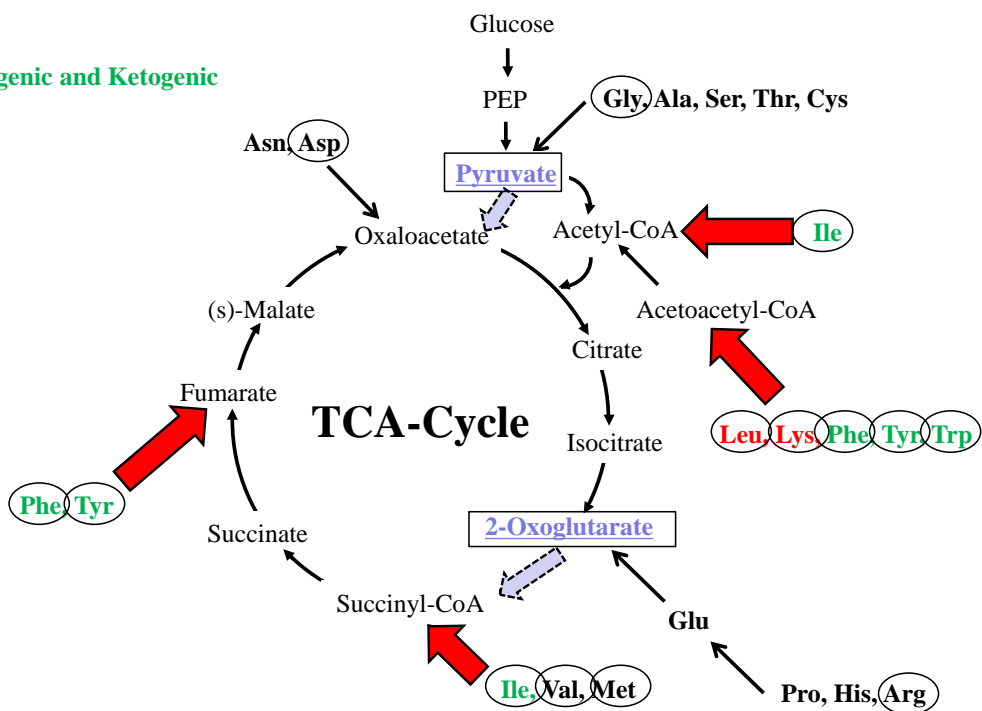 Glucose
genic and Ketogenic
PEP
Gly, Ala, Ser, Thr, Cys
Asn, Asp
Pyruvate
Oxaloacetate
Acetyl-CoA
Ile
(s)-Malate
Acetoacetyl-CoA
Citrate
Fumarate
TCA-Cycle
Leu, Lys, Phe, Tyr, Trp
Isocitrate
Phe, Tyr
Succinate
2-Oxoglutarate
Succinyl-CoA
Glu
Ile, Val, Met
Pro, His, Arg